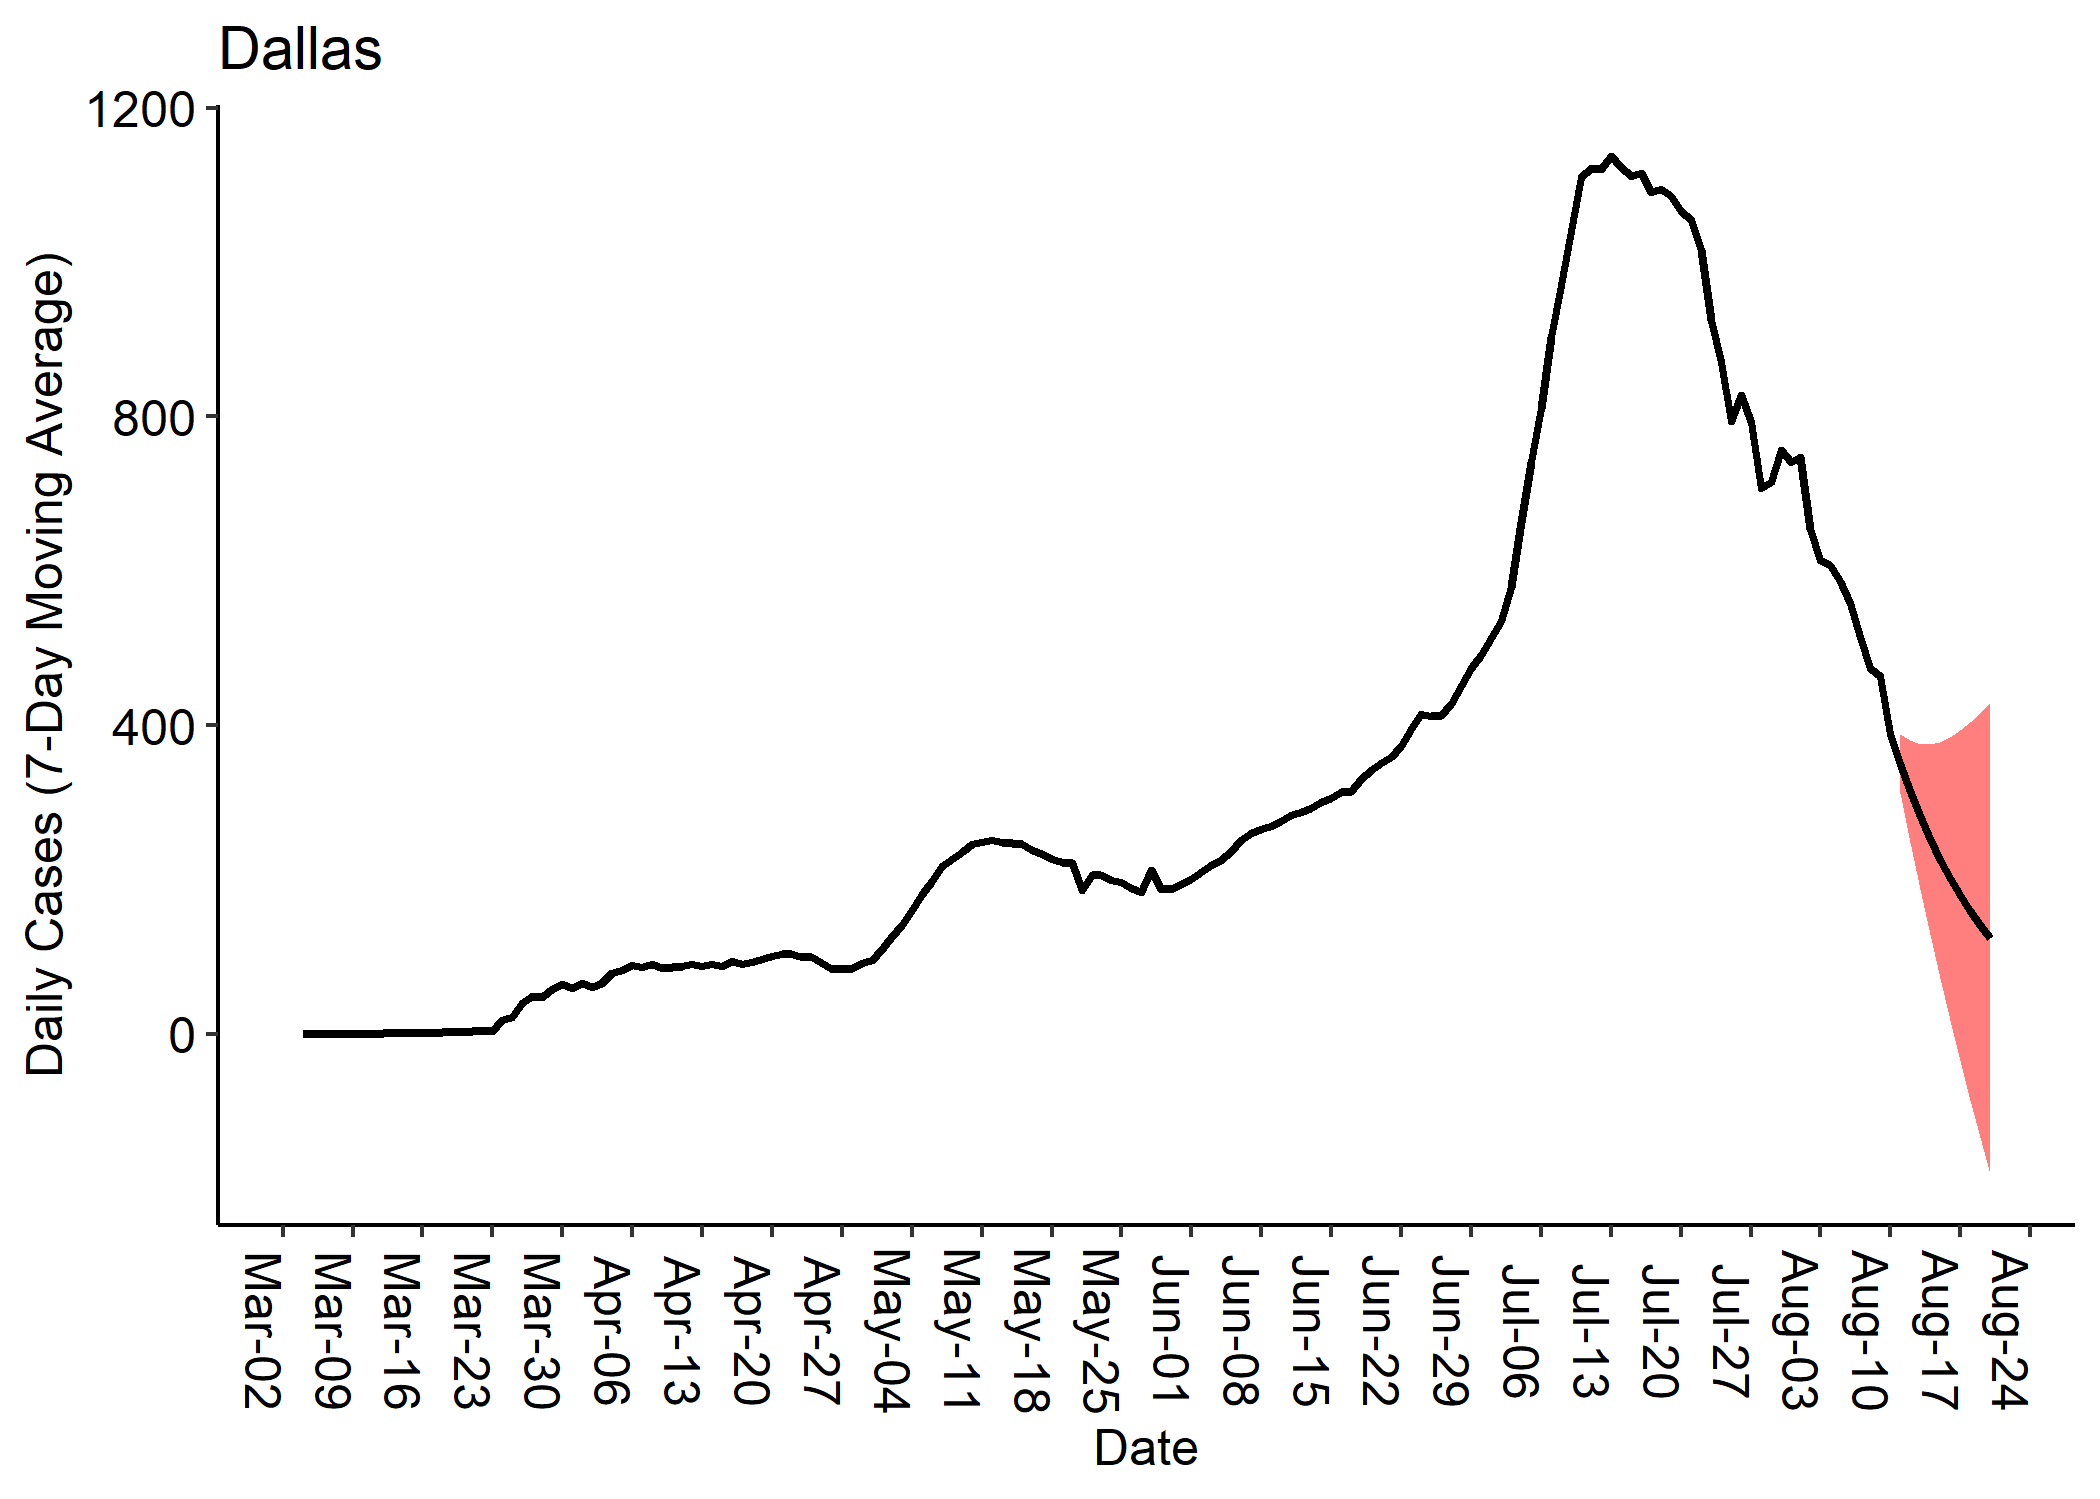 Dallas
Daily Cases (7-Day Moving Average)
1200
800
400
0
Mar-02
Mar-09
Mar-16
Mar-23
Mar-30
Apr-06
Apr-13
Apr-20
Apr-27
May-04
May-11
May-18
May-25
Jun-01
Jun-08
Jun-15
Jun-22
Jun-29
Jul-06
Jul-13
Jul-20
Jul-27
Aug-03
Aug-10
Aug-17
Aug-24
Date